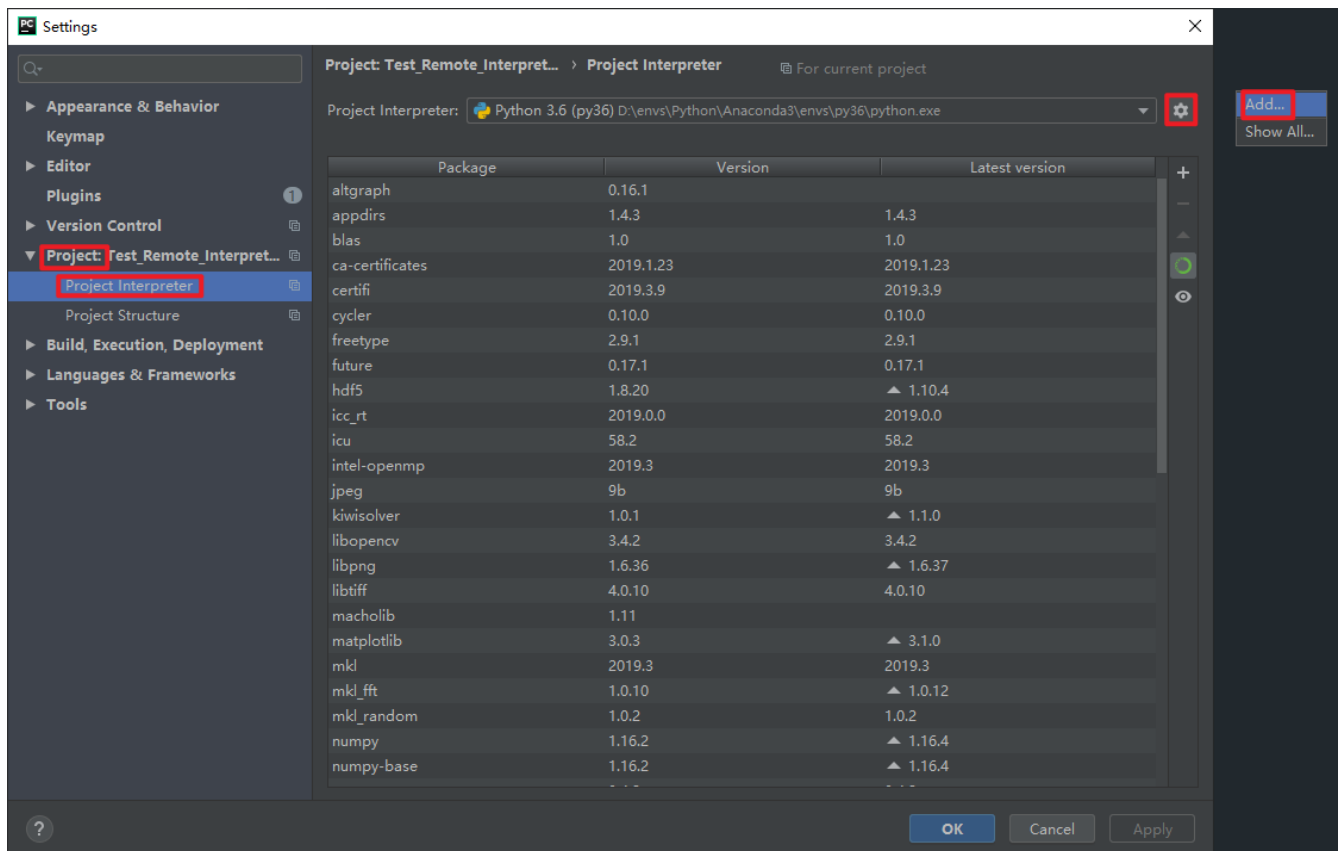 PC Settings
Project: Test_Remote_Interpret... › Project Interpreter For current project
Appearance & Behavior
Keymap
Editor
Plugins 1
Version Control
Project: Test_Remote_Interpret...
Project Interpreter
Project Structure
Build, Execution, Deployment
Languages & Frameworks
Tools
Project Interpreter: Python 3.6 (py36) D:\envs\Python\Anaconda3\envs\py36\python.exe
Add...
Show All...
Package Version Latest version
altgraph 0.16.1
appdirs 1.4.3 1.4.3
blas 1.0 1.0
ca-certificates 2019.1.23 2019.1.23
certifi 2019.3.9 2019.3.9
cycler 0.10.0 0.10.0
freetype 2.9.1 2.9.1
future 0.17.1 0.17.1
hdf5 1.8.20 ▲ 1.10.4
icc_rt 2019.0.0 2019.0.0
icu 58.2 58.2
intel-openmp 2019.3 2019.3
jpeg 9b 9b
kiwisolver 1.0.1 ▲ 1.1.0
libopencv 3.4.2 3.4.2
libpng 1.6.36 ▲ 1.6.37
libtiff 4.0.10 4.0.10
macholib 1.11
matplotlib 3.0.3 ▲ 3.1.0
mkl 2019.3 2019.3
mkl_fft 1.0.10 ▲ 1.0.12
mkl_random 1.0.2 1.0.2
numpy 1.16.2 ▲ 1.16.4
numpy-base 1.16.2 ▲ 1.16.4
? OK Cancel Apply